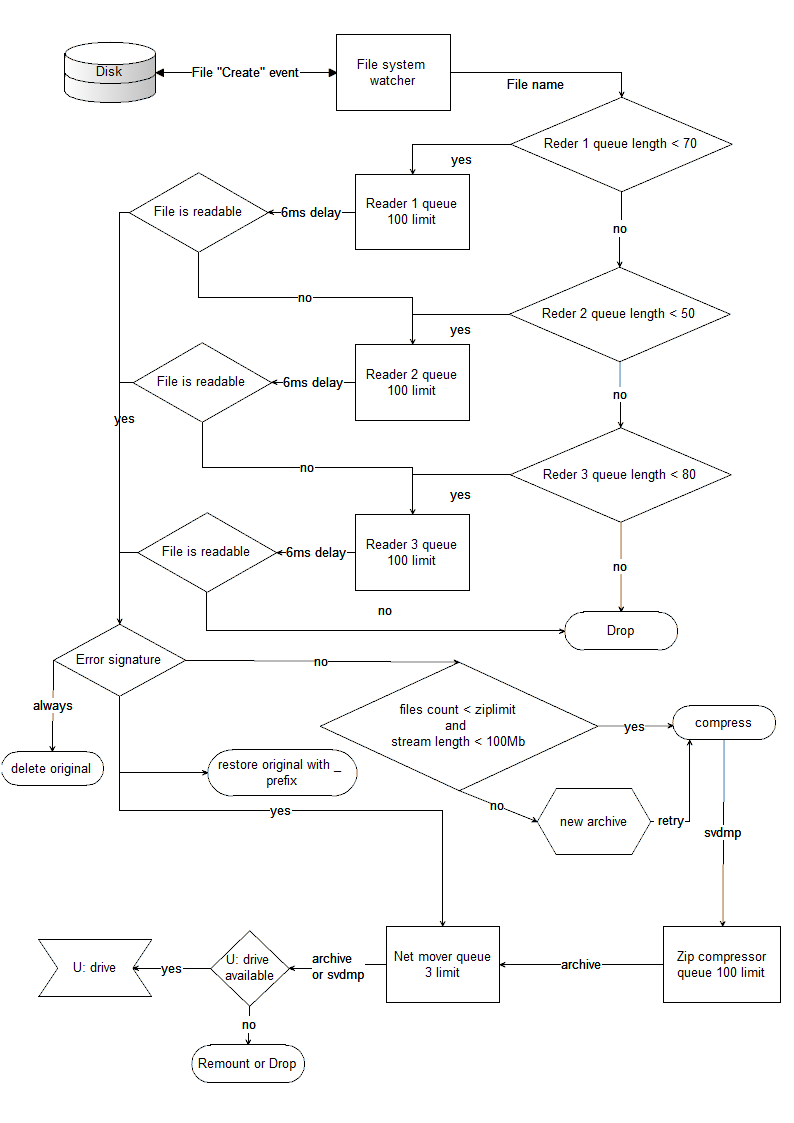 Disk
File "Create" event
File system
watcher
File name
Reder 1 queue length < 70
yes
Reader 1 queue
100 limit
6ms delay
File is readable
no
no
Reder 2 queue length < 50
yes
Reader 2 queue
100 limit
6ms delay
File is readable
no
yes
no
Reder 3 queue length < 80
yes
Reader 3 queue
100 limit
6ms delay
File is readable
no
no
Drop
Error signature
no
always
files count < ziplimit
and
stream length < 100Mb
yes
compress
delete original
restore original with _
prefix
no
new archive
retry
yes
svdmp
U: drive
yes
U: drive
available
archive
or svdmp
Net mover queue
3 limit
archive
Zip compressor
queue 100 limit
no
Remount or Drop